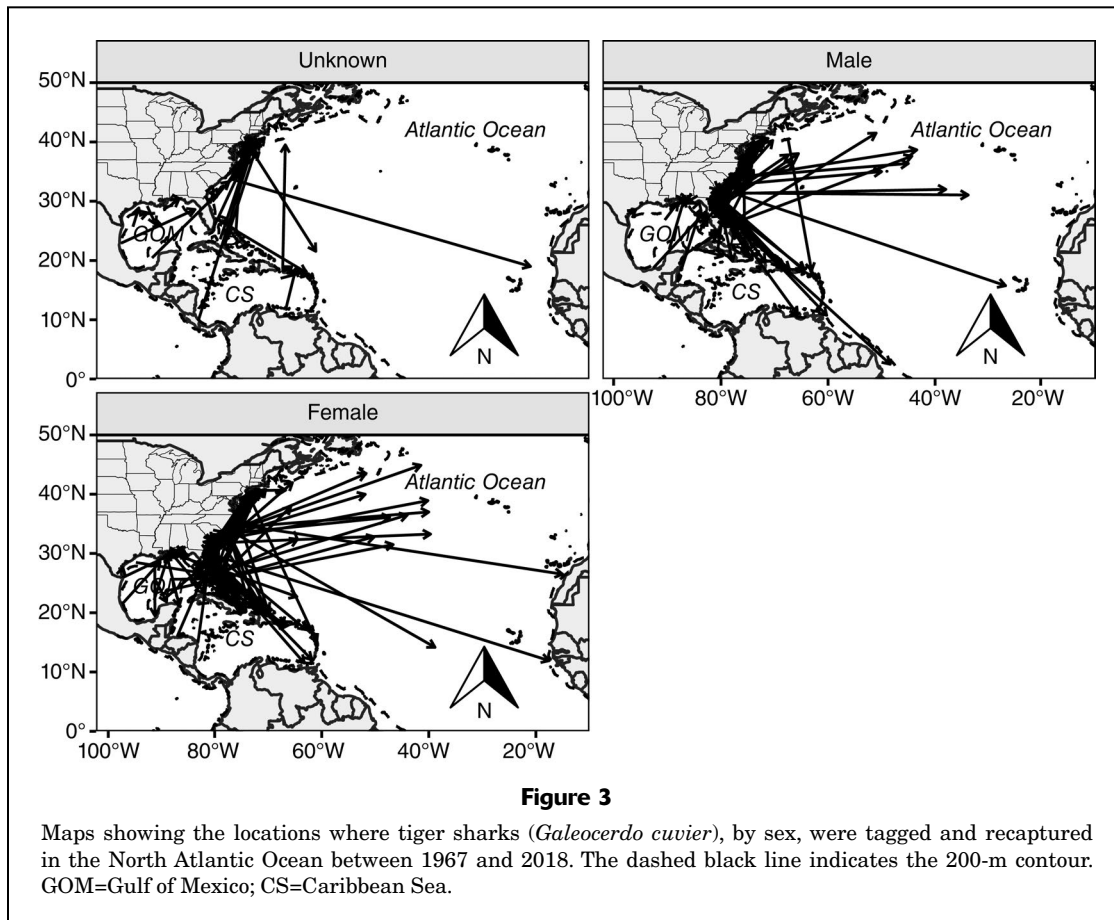 Unknown
Male
50°N
40°N
30°N
20°N
10°N
0°
Atlantic Ocean
GOM
CS
N
Atlantic Ocean
GOM
CS
N
100°W
80°W
60°W
40°W
20°W
Female
50°N
40°N
30°N
20°N
10°N
0°
Atlantic Ocean
GOM
CS
N
100°W
80°W
60°W
40°W
20°W
Figure 3
Maps showing the locations where tiger sharks (Galeocerdo cuvier), by sex, were tagged and recaptured
in the North Atlantic Ocean between 1967 and 2018. The dashed black line indicates the 200-m contour.
GOM=Gulf of Mexico; CS=Caribbean Sea.